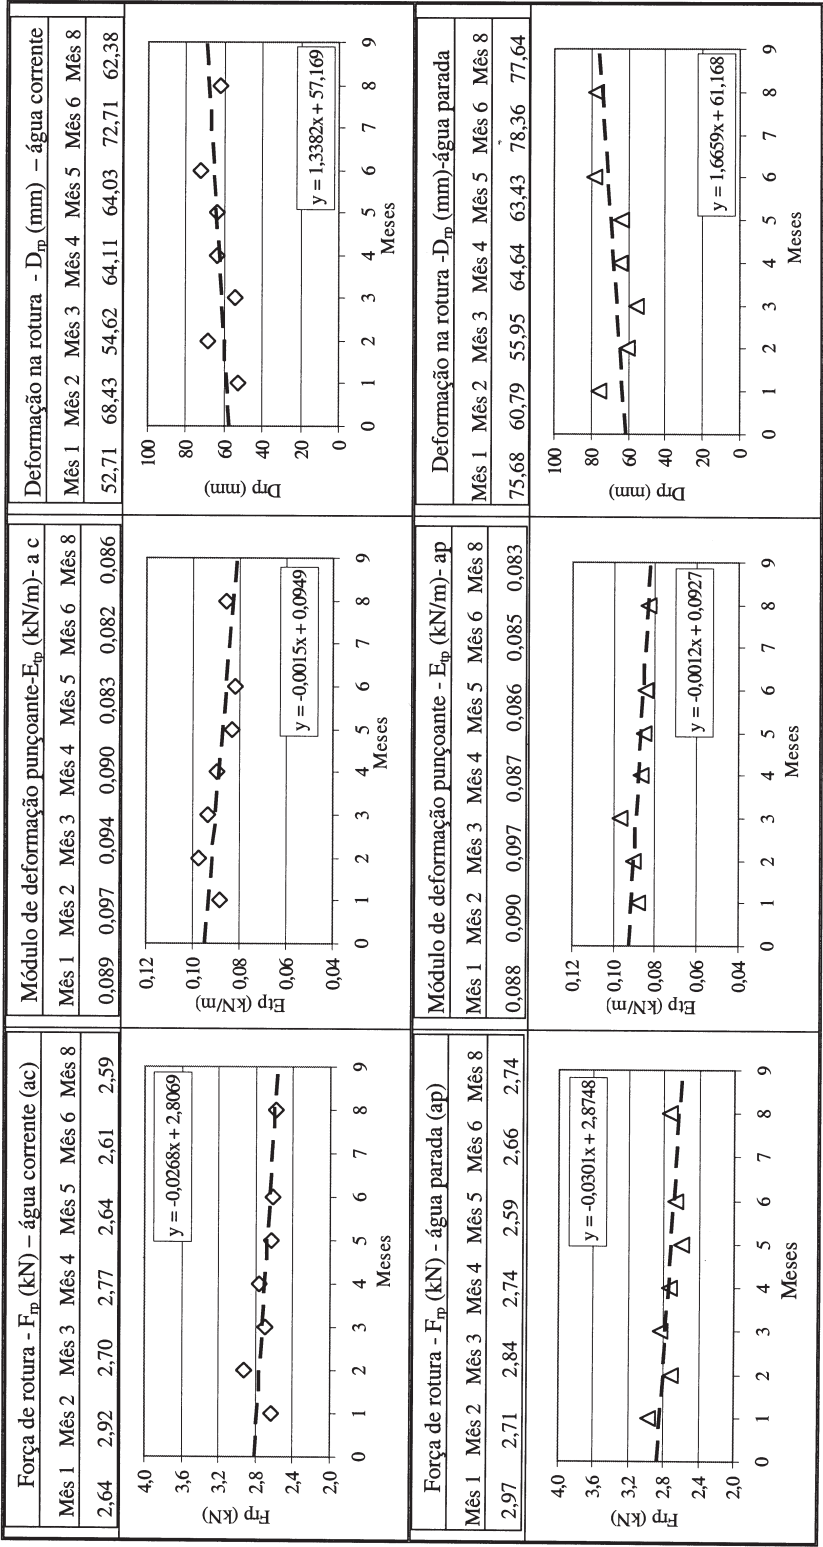 Força de rotura - Frp (kN) – água corrente (ac)
Mês 1 Mês 2 Mês 3 Mês 4 Mês 5 Mês 6 Mês 8
2,64 2,92 2,70 2,77 2,64 2,61 2,59
4,0
3,6
3,2
2,8
2,4
2,0
Frp (kN)
y = -0,0268x + 2,8069
0 1 2 3 4 5 6 7 8 9
Meses
Módulo de deformação punçoante-Etp (kN/m)- a c
Mês 1 Mês 2 Mês 3 Mês 4 Mês 5 Mês 6 Mês 8
0,089 0,097 0,094 0,090 0,083 0,082 0,086
0,12
0,10
0,08
0,06
0,04
Etp (kN/m)
y = -0,0015x + 0,0949
0 1 2 3 4 5 6 7 8 9
Meses
Deformação na rotura - Drp (mm) – água corrente
Mês 1 Mês 2 Mês 3 Mês 4 Mês 5 Mês 6 Mês 8
52,71 68,43 54,62 64,11 64,03 72,71 62,38
100
80
60
40
20
0
Drp (mm)
y = 1,3382x + 57,169
0 1 2 3 4 5 6 7 8 9
Meses
Força de rotura - Frp (kN) - água parada (ap)
Mês 1 Mês 2 Mês 3 Mês 4 Mês 5 Mês 6 Mês 8
2,97 2,71 2,84 2,74 2,59 2,66 2,74
4,0
3,6
3,2
2,8
2,4
2,0
Frp (kN)
y = -0,0301x + 2,8748
0 1 2 3 4 5 6 7 8 9
Meses
Módulo de deformação punçoante - Etp (kN/m)- ap
Mês 1 Mês 2 Mês 3 Mês 4 Mês 5 Mês 6 Mês 8
0,088 0,090 0,097 0,087 0,086 0,085 0,083
0,12
0,10
0,08
0,06
0,04
Etp (kN/m)
y = -0,0012x + 0,0927
0 1 2 3 4 5 6 7 8 9
Meses
Deformação na rotura -Drp (mm)-água parada
Mês 1 Mês 2 Mês 3 Mês 4 Mês 5 Mês 6 Mês 8
75,68 60,79 55,95 64,64 63,43 78,36 77,64
100
80
60
40
20
0
Drp (mm)
y = 1,6659x + 61,168
0 1 2 3 4 5 6 7 8 9
Meses